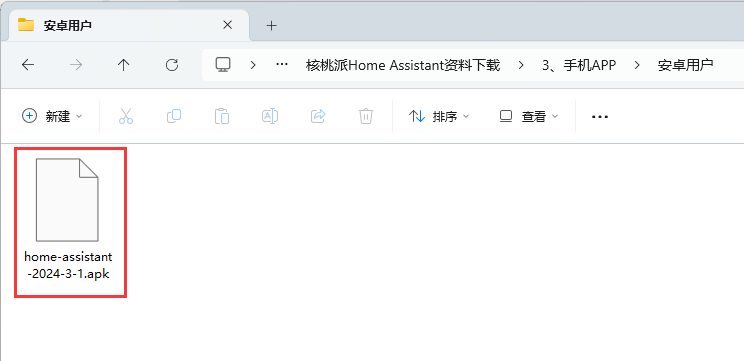 安卓用户
核桃派Home Assistant资料下载
3、手机APP
安卓用户
新建
排序
查看
home-assistant
-2024-3-1.apk